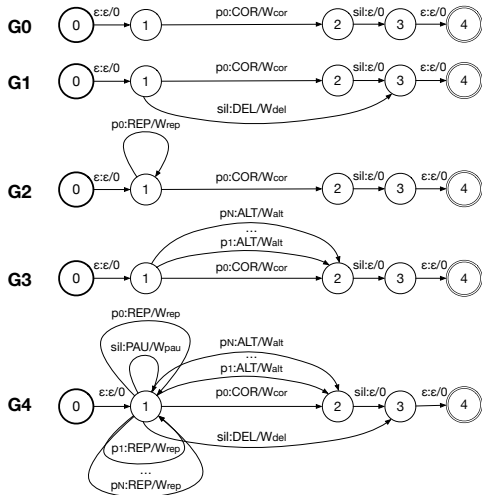 G0 0 ε:ε/0 1 p0:COR/Wcor 2 sil:ε/0 3 ε:ε/0 4
G1 0 ε:ε/0 1 p0:COR/Wcor 2 sil:ε/0 3 ε:ε/0 4
sil:DEL/Wdel
p0:REP/Wrep
G2 0 ε:ε/0 1 p0:COR/Wcor 2 sil:ε/0 3 ε:ε/0 4
pN:ALT/Walt
...
p1:ALT/Walt
G3 0 ε:ε/0 1 p0:COR/Wcor 2 sil:ε/0 3 ε:ε/0 4
p0:REP/Wrep
sil:PAU/Wpau
pN:ALT/Walt
...
p1:ALT/Walt
G4 0 ε:ε/0 1 p0:COR/Wcor 2 sil:ε/0 3 ε:ε/0 4
sil:DEL/Wdel
p1:REP/Wrep
...
pN:REP/Wrep